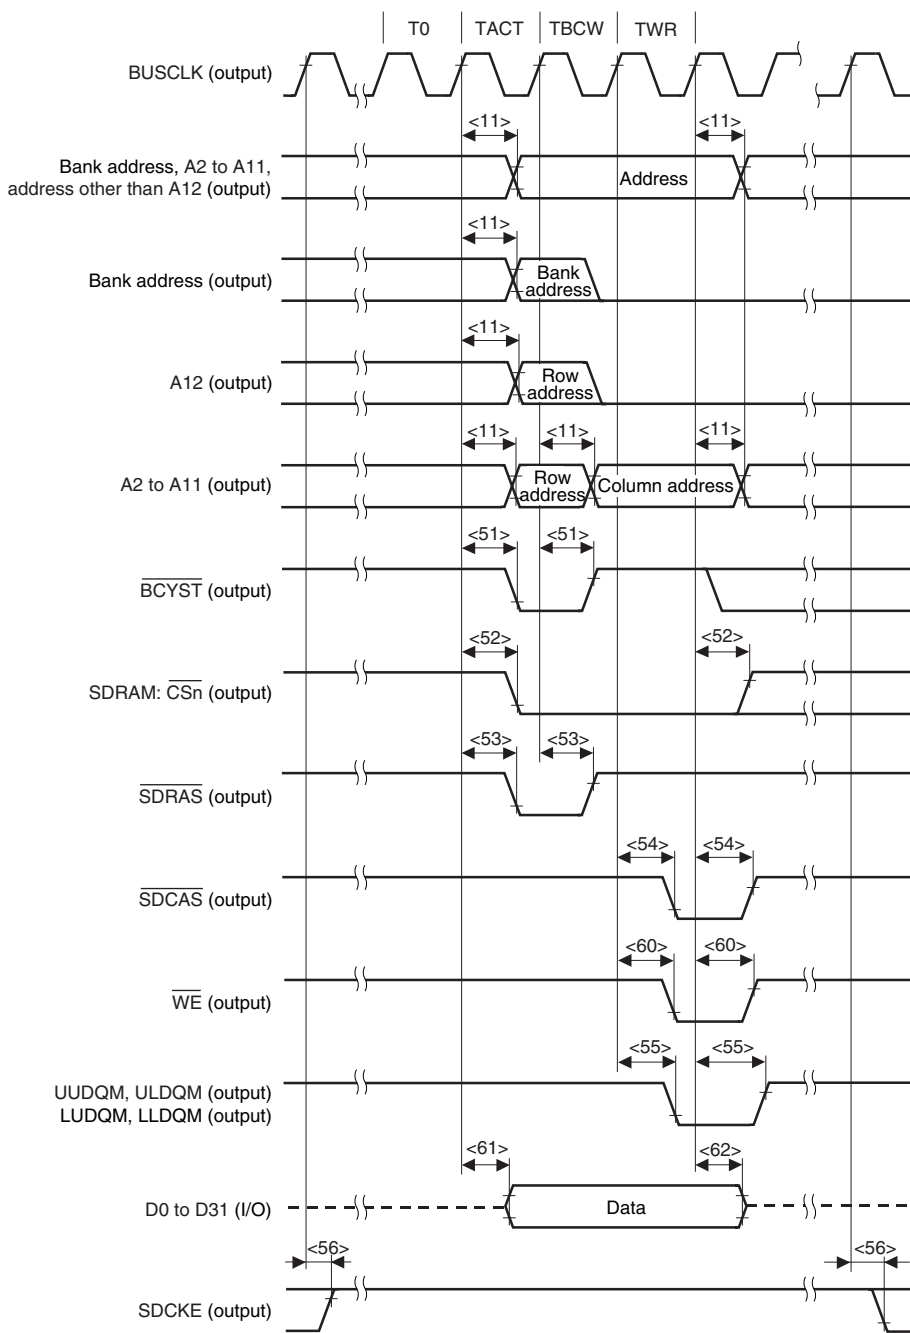 T0 TACT TBCW TWR
BUSCLK (output)
<11> <11>
Bank address, A2 to A11,
address other than A12 (output)
Address
<11>
Bank address (output)
Bank
address
<11>
A12 (output)
Row
address
<11> <11> <11>
A2 to A11 (output)
Row
address
Column address
<51> <51>
BCYST (output)
<52> <52>
SDRAM: CSn (output)
<53> <53>
SDRAS (output)
<54> <54>
SDCAS (output)
<60> <60>
WE (output)
<55> <55>
UUDQM, ULDQM (output)
LUDQM, LLDQM (output)
<61> <62>
D0 to D31 (I/O)
Data
<56> <56>
SDCKE (output)